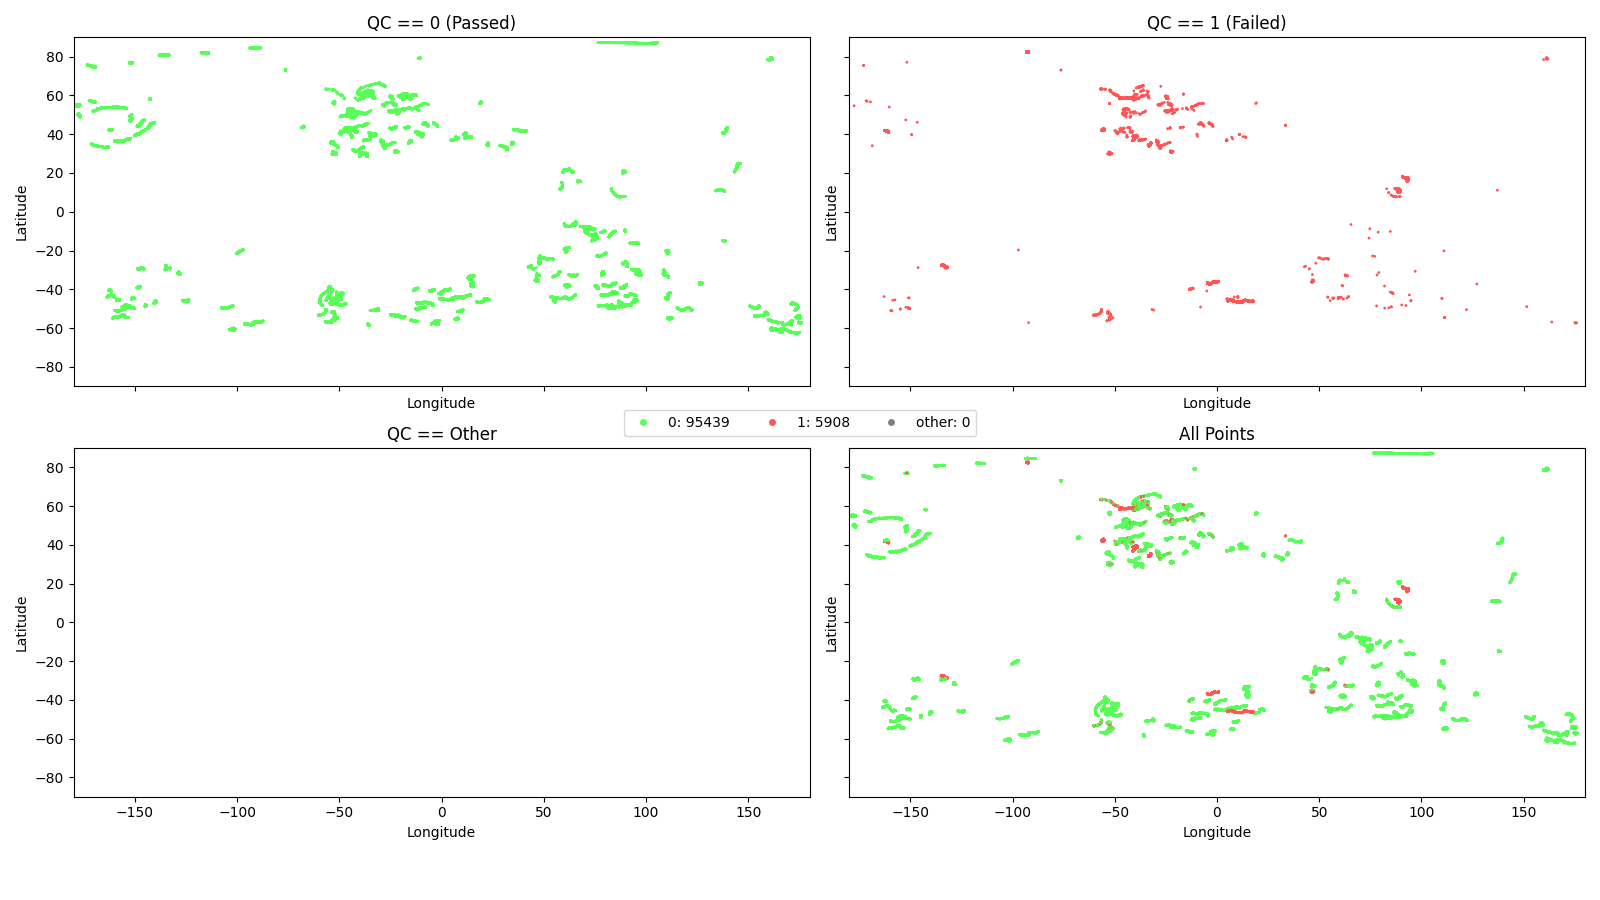 QC == 0 (Passed)
QC == 1 (Failed)
80
60
40
20
0
−20
−40
−60
−80
Latitude
Latitude
Longitude
Longitude
0: 95439
1: 5908
other: 0
QC == Other
All Points
80
60
40
20
0
−20
−40
−60
−80
Latitude
Latitude
−150
−100
−50
0
50
100
150
−150
−100
−50
0
50
100
150
Longitude
Longitude